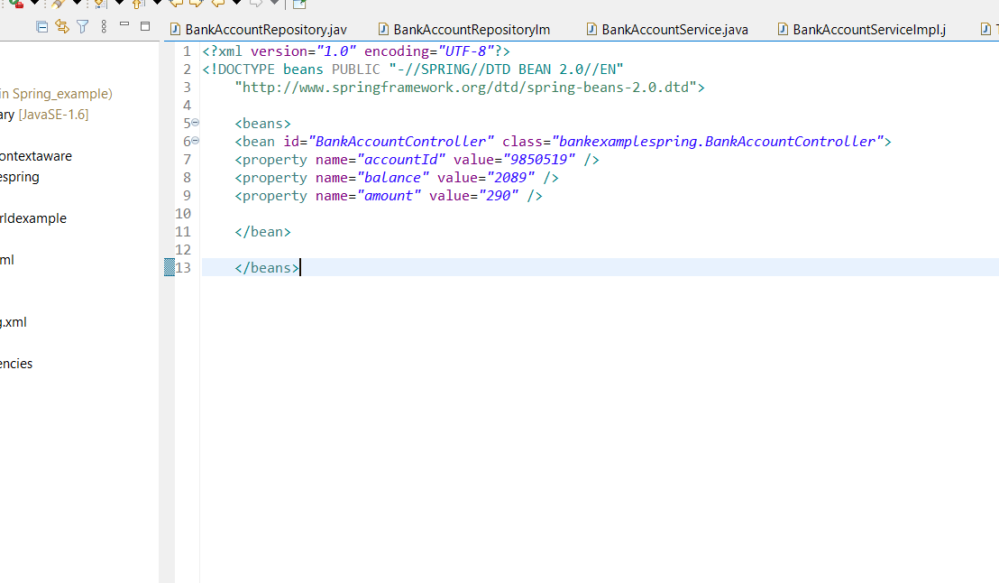 BankAccountRepository.jav BankAccountRepositoryIm BankAccountService.java BankAccountServiceImpl.j
1 <?xml version="1.0" encoding="UTF-8"?>
2 <!DOCTYPE beans PUBLIC "-//SPRING//DTD BEAN 2.0//EN"
3 "http://www.springframework.org/dtd/spring-beans-2.0.dtd">
4
5 <beans>
6 <bean id="BankAccountController" class="bankexamplespring.BankAccountController">
7 <property name="accountId" value="9850519" />
8 <property name="balance" value="2089" />
9 <property name="amount" value="290" />
10
11 </bean>
12
13 </beans>
in Spring_example)
ary [JavaSE-1.6]
ontextaware
espring
rldexample
ml
g.xml
encies